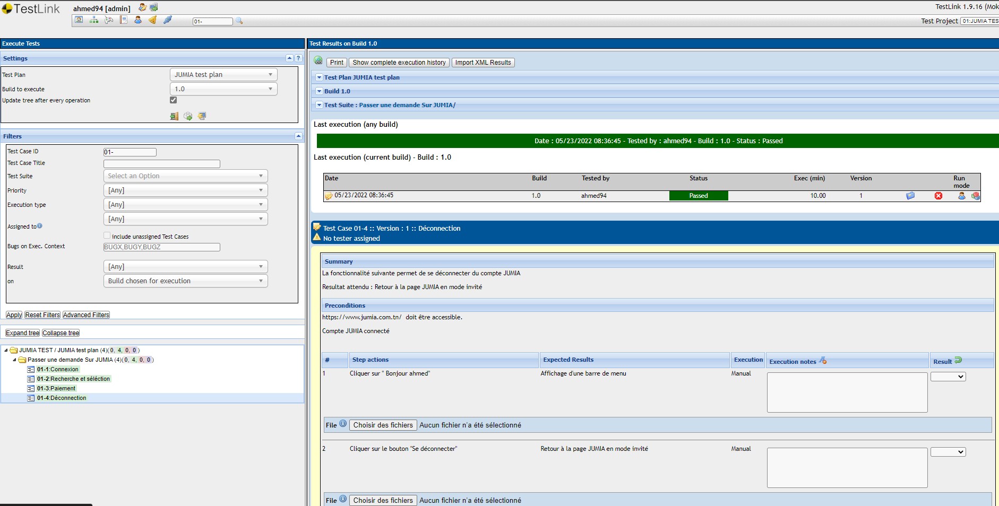 TestLink
ahmed94 [admin]
TestLink 1.9.16 (Mok
01-
Test Project
01:JUMIA TES
Execute Tests
Settings
?
Test Plan
JUMIA test plan
Build to execute
1.0
Update tree after every operation
Filters
Test Case ID
01-
Test Case Title
Test Suite
Select an Option
Priority
[Any]
Execution type
[Any]
[Any]
Assigned to
include unassigned Test Cases
Bugs on Exec. Context
BUGX,BUGY,BUGZ
Result
[Any]
on
Build chosen for execution
Apply Reset Filters Advanced Filters
Expand tree Collapse tree
JUMIA TEST / JUMIA test plan (4)(0, 4, 0, 0 )
Passer une demande Sur JUMIA (4)(0, 4, 0, 0 )
01-1:Connexion
01-2:Recherche et séléction
01-3:Paiement
01-4:Déconnection
Test Results on Build 1.0
Print Show complete execution history Import XML Results
Test Plan JUMIA test plan
Build 1.0
Test Suite : Passer une demande Sur JUMIA/
Last execution (any build)
Date : 05/23/2022 08:36:45 - Tested by : ahmed94 - Build : 1.0 - Status : Passed
Last execution (current build) - Build : 1.0
Date Build Tested by Status Exec (min) Version Run mode
05/23/2022 08:36:45 1.0 ahmed94 Passed 10.00 1
Test Case 01-4 :: Version : 1 :: Déconnection
No tester assigned
Summary
La fonctionnalité suivante permet de se déconnecter du compte JUMIA
Resultat attendu : Retour à la page JUMIA en mode invité
Preconditions
https://www.jumia.com.tn/ doit être accessible.
Compte JUMIA connecté
# Step actions Expected Results Execution Execution notes Result
1 Cliquer sur " Bonjour ahmed" Affichage d'une barre de menu Manual
File Choisir des fichiers Aucun fichier n'a été sélectionné
2 Cliquer sur le bouton "Se déconnecter" Retour à la page JUMIA en mode invité Manual
File Choisir des fichiers Aucun fichier n'a été sélectionné